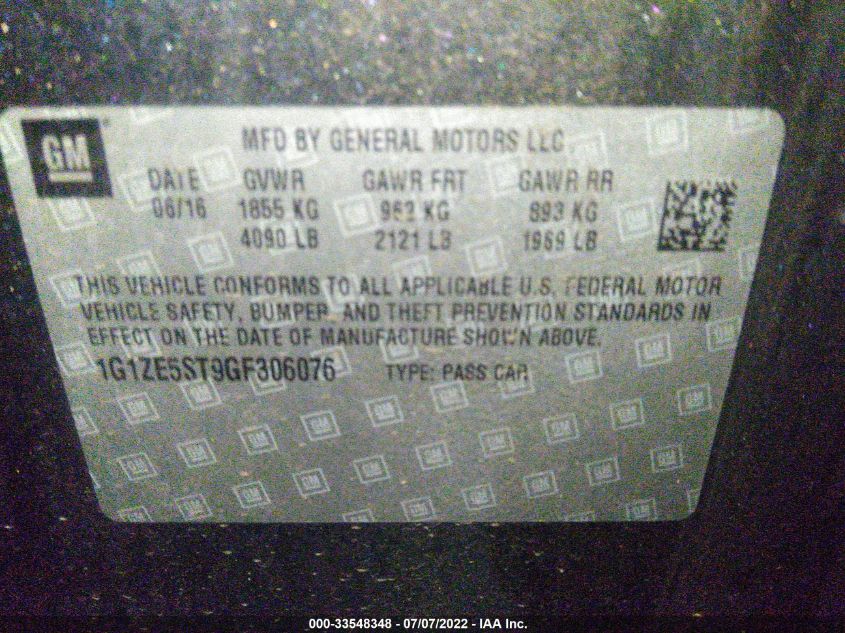 GM
MFD BY GENERAL MOTORS LLC
DATE GVWR GAWR FRT GAWR RR
06/16 1855 KG 962 KG 893 KG
4090 LB 2121 LB 1969 LB
THIS VEHICLE CONFORMS TO ALL APPLICABLE U.S. FEDERAL MOTOR
VEHICLE SAFETY, BUMPER, AND THEFT PREVENTION STANDARDS IN
EFFECT ON THE DATE OF MANUFACTURE SHOWN ABOVE.
1G1ZE5ST9GF306076 TYPE: PASS CAR
000-33548348 - 07/07/2022 - IAA Inc.